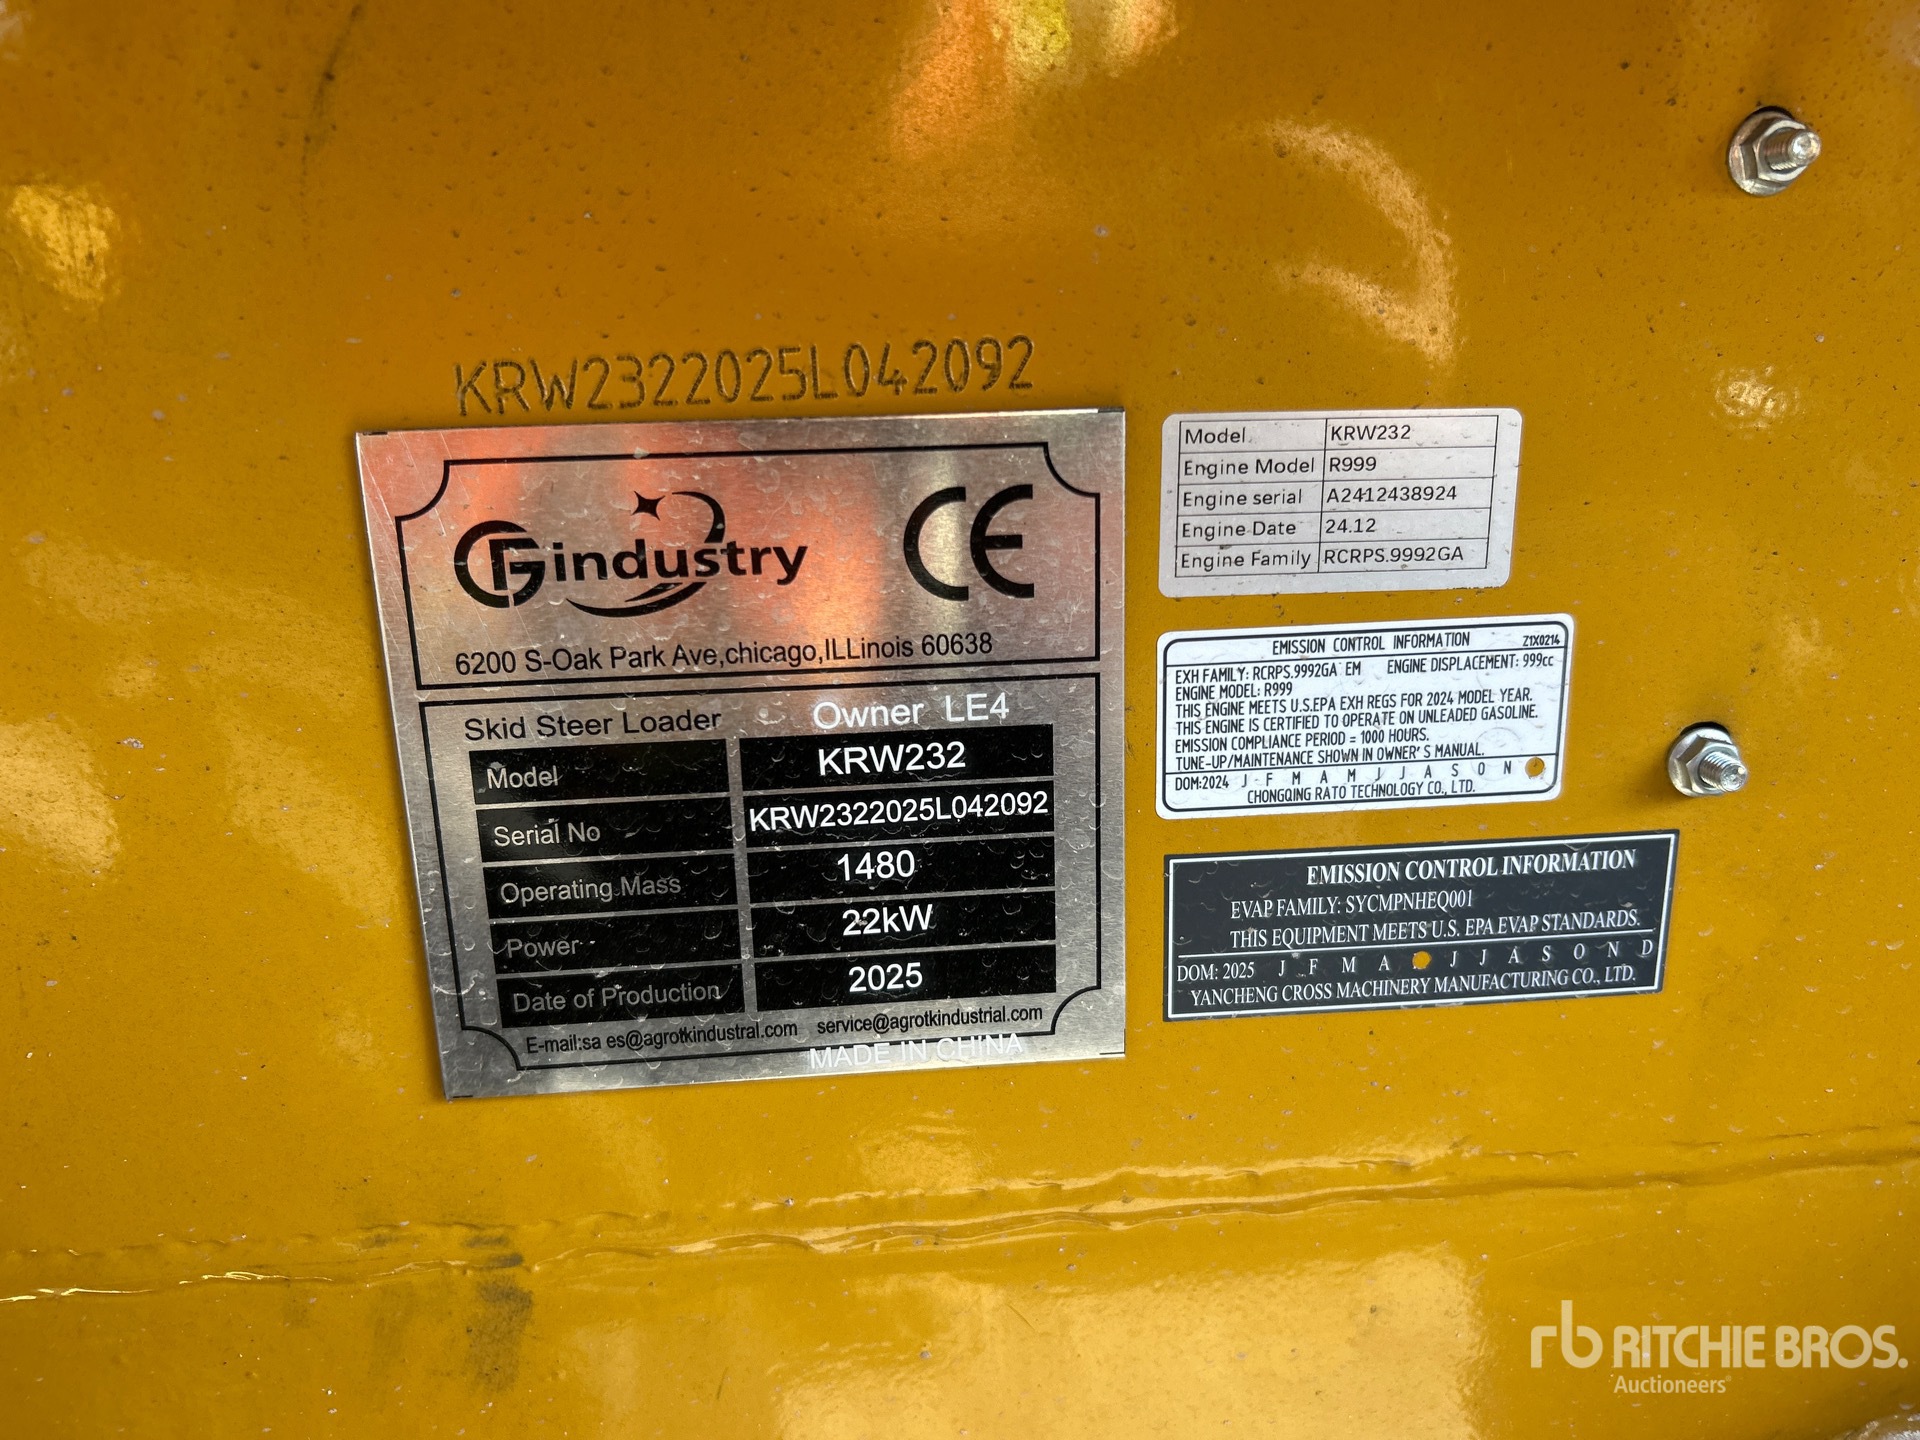 KRW2322025L042092
GFindustry
CE
6200 S-Oak Park Ave,chicago,ILLinois 60638
Skid Steer Loader Owner LE4
Model KRW232
Serial No KRW2322025L042092
Operating Mass 1480
Power 22kW
Date of Production 2025
E-mail:sa es@agrotkindustral.com service@agrotkindustrial.com
MADE IN CHINA
Model KRW232
Engine Model R999
Engine serial A2412438924
Engine Date 24.12
Engine Family RCRPS.9992GA
EMISSION CONTROL INFORMATION Z1X0214
EXH FAMILY: RCRPS.9992GA EM ENGINE DISPLACEMENT: 999cc
ENGINE MODEL: R999
THIS ENGINE MEETS U.S.EPA EXH REGS FOR 2024 MODEL YEAR.
THIS ENGINE IS CERTIFIED TO OPERATE ON UNLEADED GASOLINE.
EMISSION COMPLIANCE PERIOD = 1000 HOURS.
TUNE-UP/MAINTENANCE SHOWN IN OWNER'S MANUAL.
DOM:2024 J F M A M J J A S O N
CHONGQING RATO TECHNOLOGY CO., LTD.
EMISSION CONTROL INFORMATION
EVAP FAMILY: SYCMPNHEQ001
THIS EQUIPMENT MEETS U.S. EPA EVAP STANDARDS.
DOM: 2025 J F M A J J A S O N D
YANCHENG CROSS MACHINERY MANUFACTURING CO., LTD.
rb RITCHIE BROS.
Auctioneers